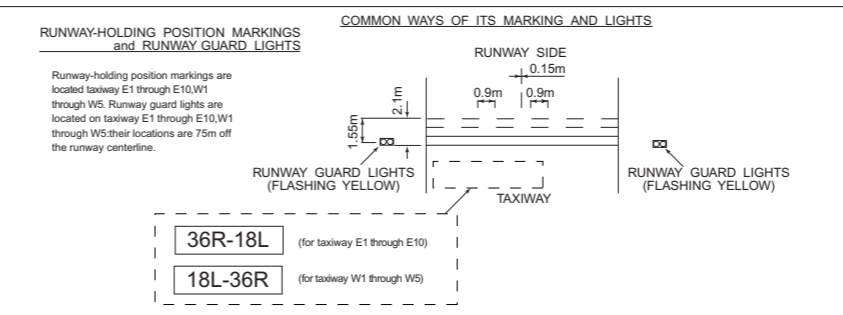 COMMON WAYS OF ITS MARKING AND LIGHTS
RUNWAY-HOLDING POSITION MARKINGS
and RUNWAY GUARD LIGHTS
Runway-holding position markings are
located taxiway E1 through E10,W1
through W5. Runway guard lights are
located on taxiway E1 through E10,W1
through W5:their locations are 75m off
the runway centerline.
RUNWAY SIDE
0.15m
0.9m
0.9m
2.1m
1.55m
RUNWAY GUARD LIGHTS
(FLASHING YELLOW)
RUNWAY GUARD LIGHTS
(FLASHING YELLOW)
TAXIWAY
36R-18L (for taxiway E1 through E10)
18L-36R (for taxiway W1 through W5)